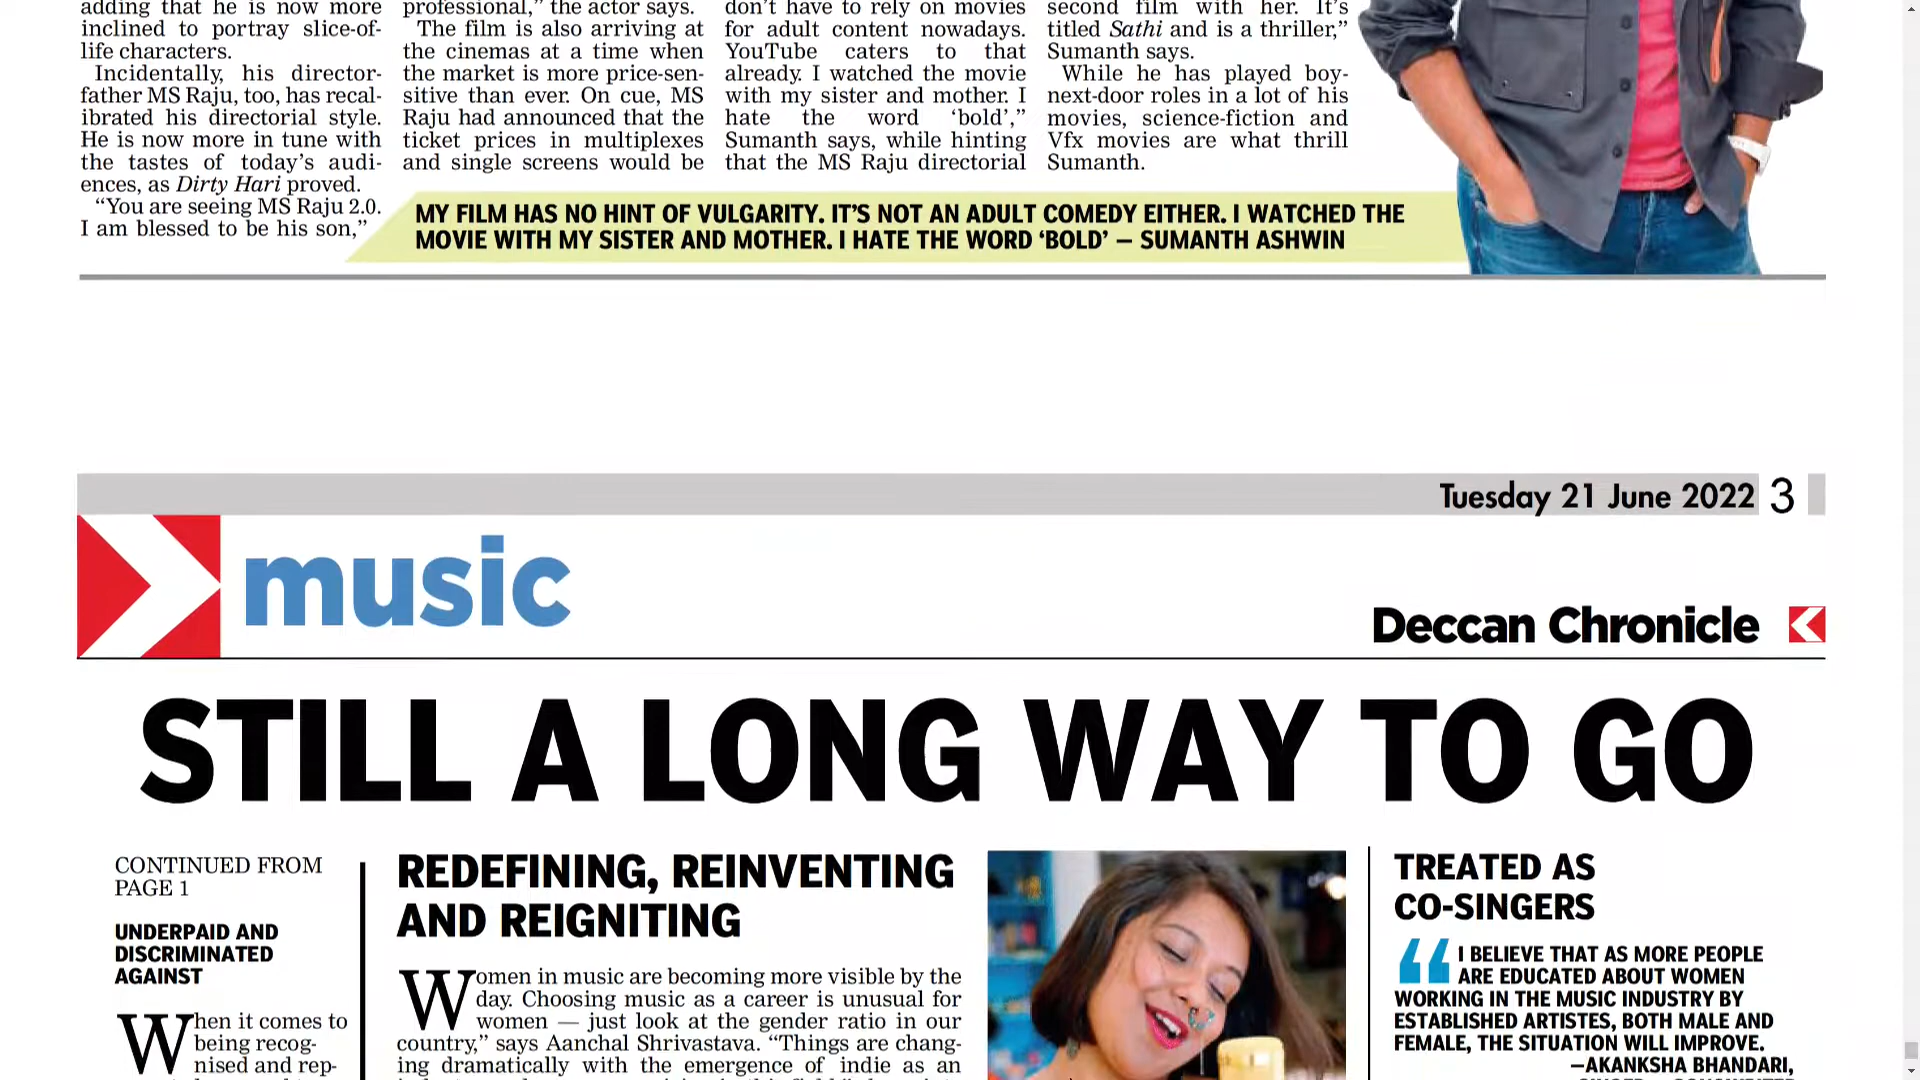 adding that he is now more
inclined to portray slice-of-
life characters.
Incidentally, his director-
father MS Raju, too, has recal-
ibrated his directorial style.
He is now more in tune with
the tastes of today's audi-
ences, as Dirty Hari proved.
“You are seeing MS Raju 2.0.
I am blessed to be his son,”
professional,” the actor says.
The film is also arriving at
the cinemas at a time when
the market is more price-sen-
sitive than ever. On cue, MS
Raju had announced that the
ticket prices in multiplexes
and single screens would be
don't have to rely on movies
for adult content nowadays.
YouTube caters to that
already. I watched the movie
with my sister and mother. I
hate the word ‘bold’,”
Sumanth says, while hinting
that the MS Raju directorial
second film with her. It's
titled Sathi and is a thriller,”
Sumanth says.
While he has played boy-
next-door roles in a lot of his
movies, science-fiction and
Vfx movies are what thrill
Sumanth.
MY FILM HAS NO HINT OF VULGARITY. IT'S NOT AN ADULT COMEDY EITHER. I WATCHED THE
MOVIE WITH MY SISTER AND MOTHER. I HATE THE WORD ‘BOLD’ — SUMANTH ASHWIN
Tuesday 21 June 2022 3
music
Deccan Chronicle
STILL A LONG WAY TO GO
CONTINUED FROM
PAGE 1
UNDERPAID AND
DISCRIMINATED
AGAINST
When it comes to
being recog-
nised and rep-
REDEFINING, REINVENTING
AND REIGNITING
Women in music are becoming more visible by the
day. Choosing music as a career is unusual for
women — just look at the gender ratio in our
country,” says Aanchal Shrivastava. “Things are chang-
ing dramatically with the emergence of indie as an
TREATED AS
CO-SINGERS
“I BELIEVE THAT AS MORE PEOPLE
ARE EDUCATED ABOUT WOMEN
WORKING IN THE MUSIC INDUSTRY BY
ESTABLISHED ARTISTES, BOTH MALE AND
FEMALE, THE SITUATION WILL IMPROVE.
—AKANKSHA BHANDARI,